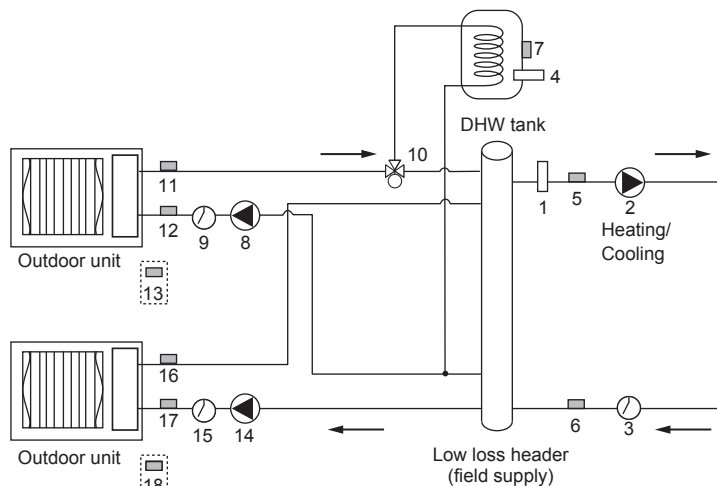 7
4
DHW tank
10
11
1
5
2
Heating/
Cooling
12
9
8
Outdoor unit
13
16
17
15
14
6
3
Outdoor unit
18
Low loss header
(field supply)